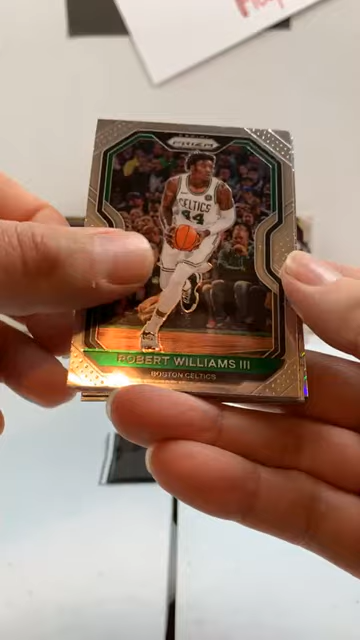 PRIZM
CELTICS
44
ROBERT WILLIAMS III
BOSTON CELTICS